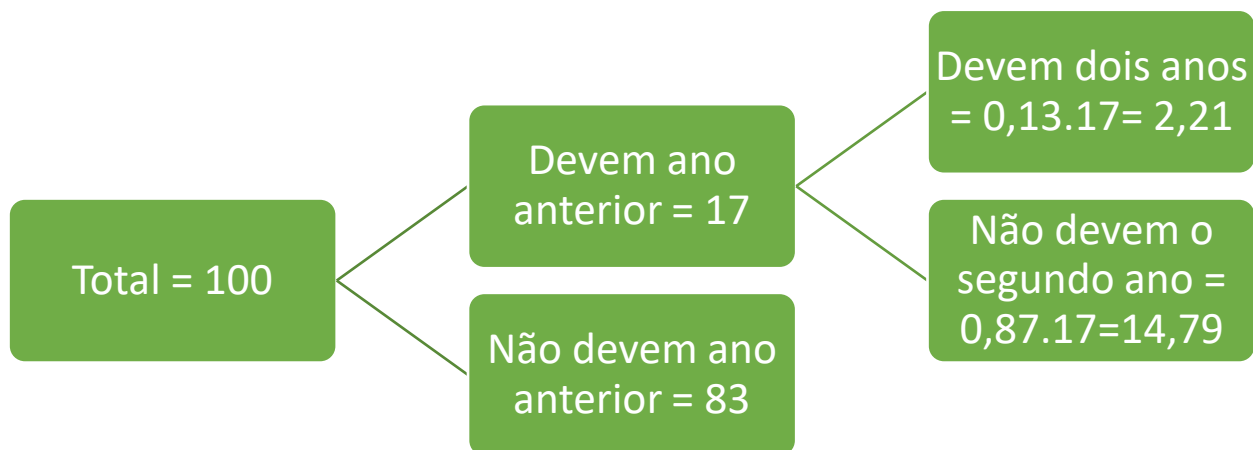 Total = 100
Devem ano
anterior = 17
Não devem ano
anterior = 83
Devem dois anos
= 0,13.17= 2,21
Não devem o
segundo ano =
0,87.17=14,79